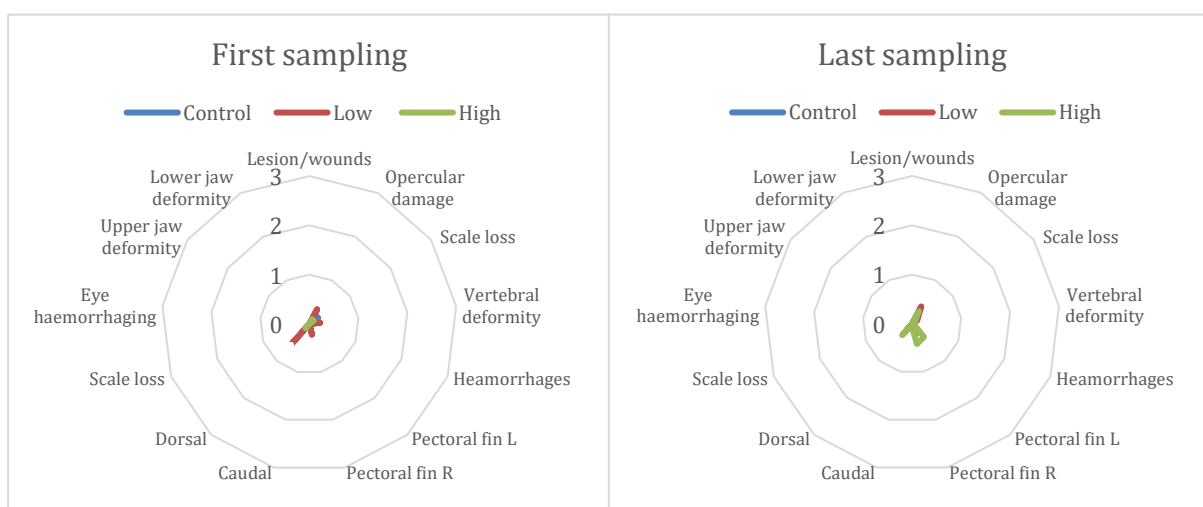 First sampling
Control Low High
Lesion/wounds
Opercular
damage
Scale loss
Vertebral
deformity
Heamorrhages
Pectoral fin L
Pectoral fin R
Caudal
Dorsal
Scale loss
Eye
haemorrhaging
Upper jaw
deformity
Lower jaw
deformity
3
2
1
0
Last sampling
Control Low High
Lesion/wounds
Opercular
damage
Scale loss
Vertebral
deformity
Heamorrhages
Pectoral fin L
Pectoral fin R
Caudal
Dorsal
Scale loss
Eye
haemorrhaging
Upper jaw
deformity
Lower jaw
deformity
3
2
1
0